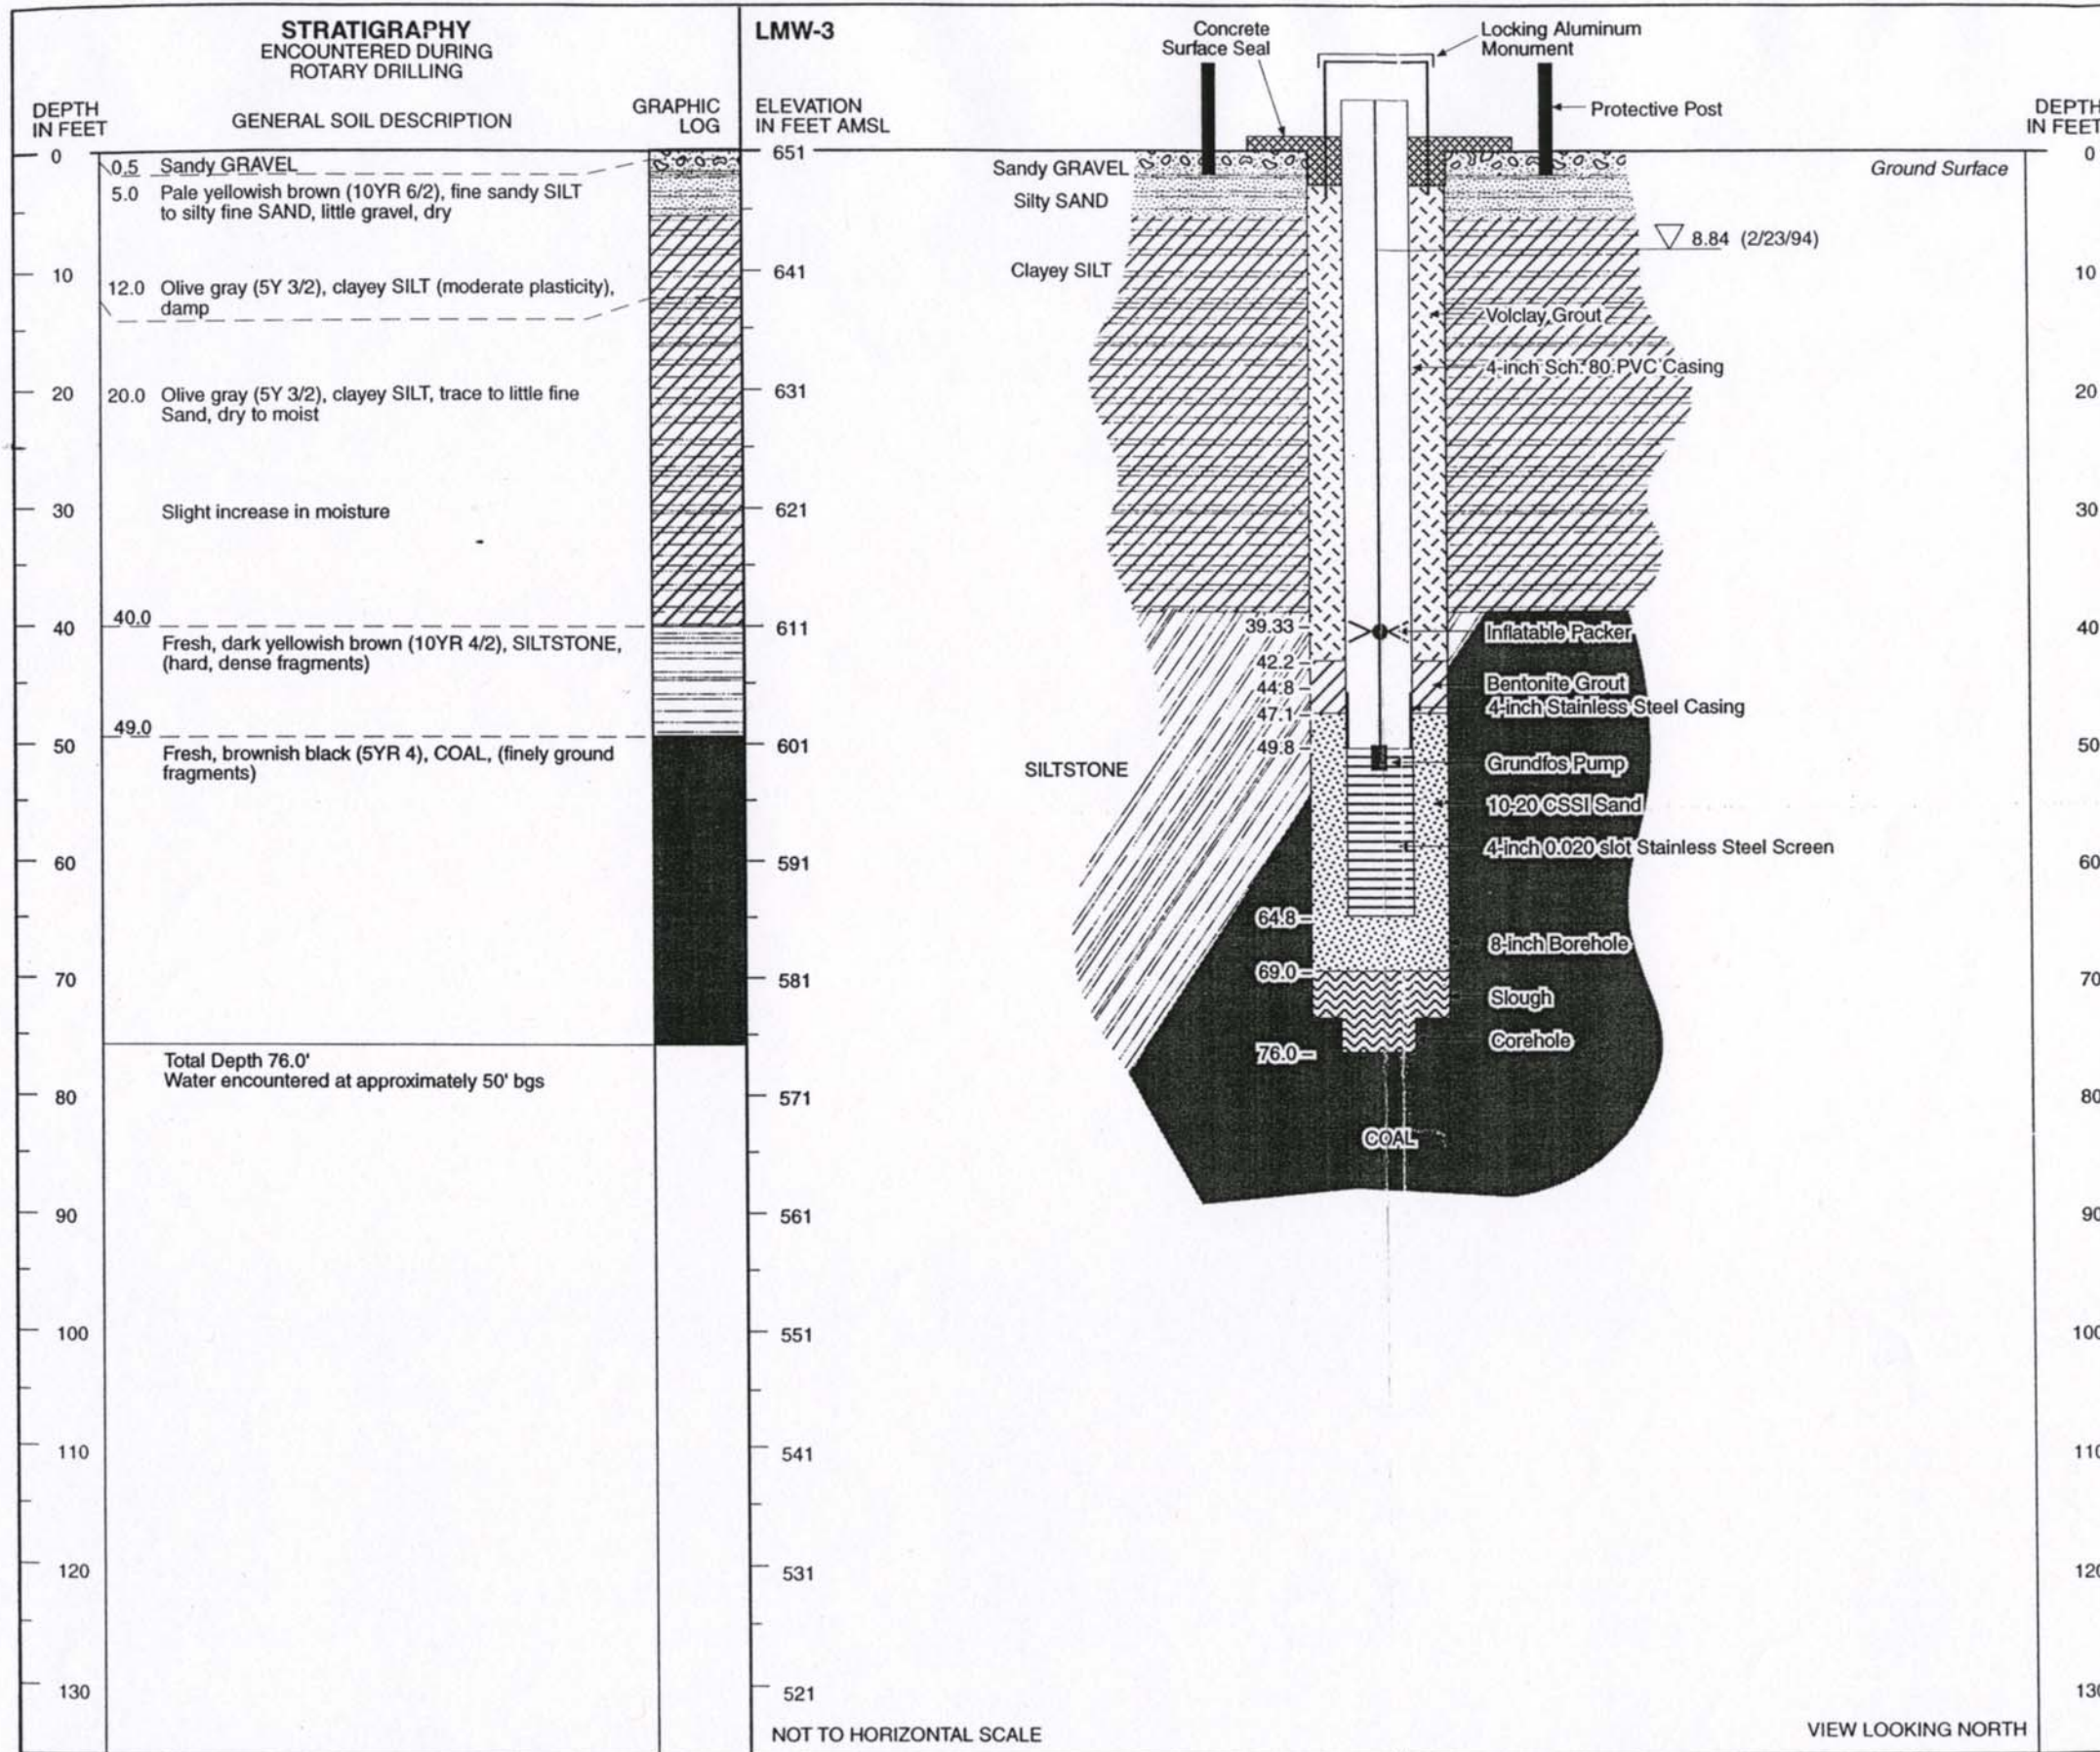 STRATIGRAPHY
ENCOUNTERED DURING
ROTARY DRILLING
DEPTH
IN FEET
GENERAL SOIL DESCRIPTION
GRAPHIC
LOG
0
10
20
30
40
50
60
70
80
90
100
110
120
130
0.5 Sandy GRAVEL
5.0 Pale yellowish brown (10YR 6/2), fine sandy SILT
to silty fine SAND, little gravel, dry
12.0 Olive gray (5Y 3/2), clayey SILT (moderate plasticity),
damp
20.0 Olive gray (5Y 3/2), clayey SILT, trace to little fine
Sand, dry to moist
Slight increase in moisture
40.0
Fresh, dark yellowish brown (10YR 4/2), SILTSTONE,
(hard, dense fragments)
49.0
Fresh, brownish black (5YR 4), COAL, (finely ground
fragments)
Total Depth 76.0'
Water encountered at approximately 50' bgs
LMW-3
ELEVATION
IN FEET AMSL
651
641
631
621
611
601
591
581
571
561
551
541
531
521
Concrete
Surface Seal
Locking Aluminum
Monument
Protective Post
Sandy GRAVEL
Silty SAND
Clayey SILT
SILTSTONE
Ground Surface
8.84 (2/23/94)
Volclay Grout
4-inch Sch. 80 PVC Casing
39.33
Inflatable Packer
42.2
44.8
47.1
49.8
Bentonite Grout
4-inch Stainless Steel Casing
Grundfos Pump
10-20 CSSI Sand
4-inch 0.020 slot Stainless Steel Screen
64.8
8-inch Borehole
69.0
Slough
Corehole
76.0
COAL
DEPTH
IN FEET
0
10
20
30
40
50
60
70
80
90
100
110
120
130
NOT TO HORIZONTAL SCALE
VIEW LOOKING NORTH